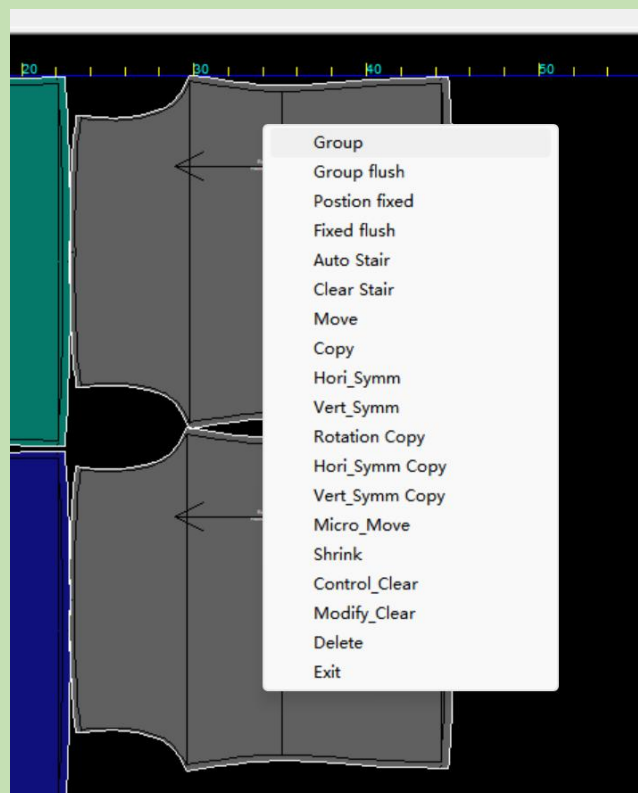 20 30 40 50
Group
Group flush
Postion fixed
Fixed flush
Auto Stair
Clear Stair
Move
Copy
Hori_Symm
Vert_Symm
Rotation Copy
Hori_Symm Copy
Vert_Symm Copy
Micro_Move
Shrink
Control_Clear
Modify_Clear
Delete
Exit